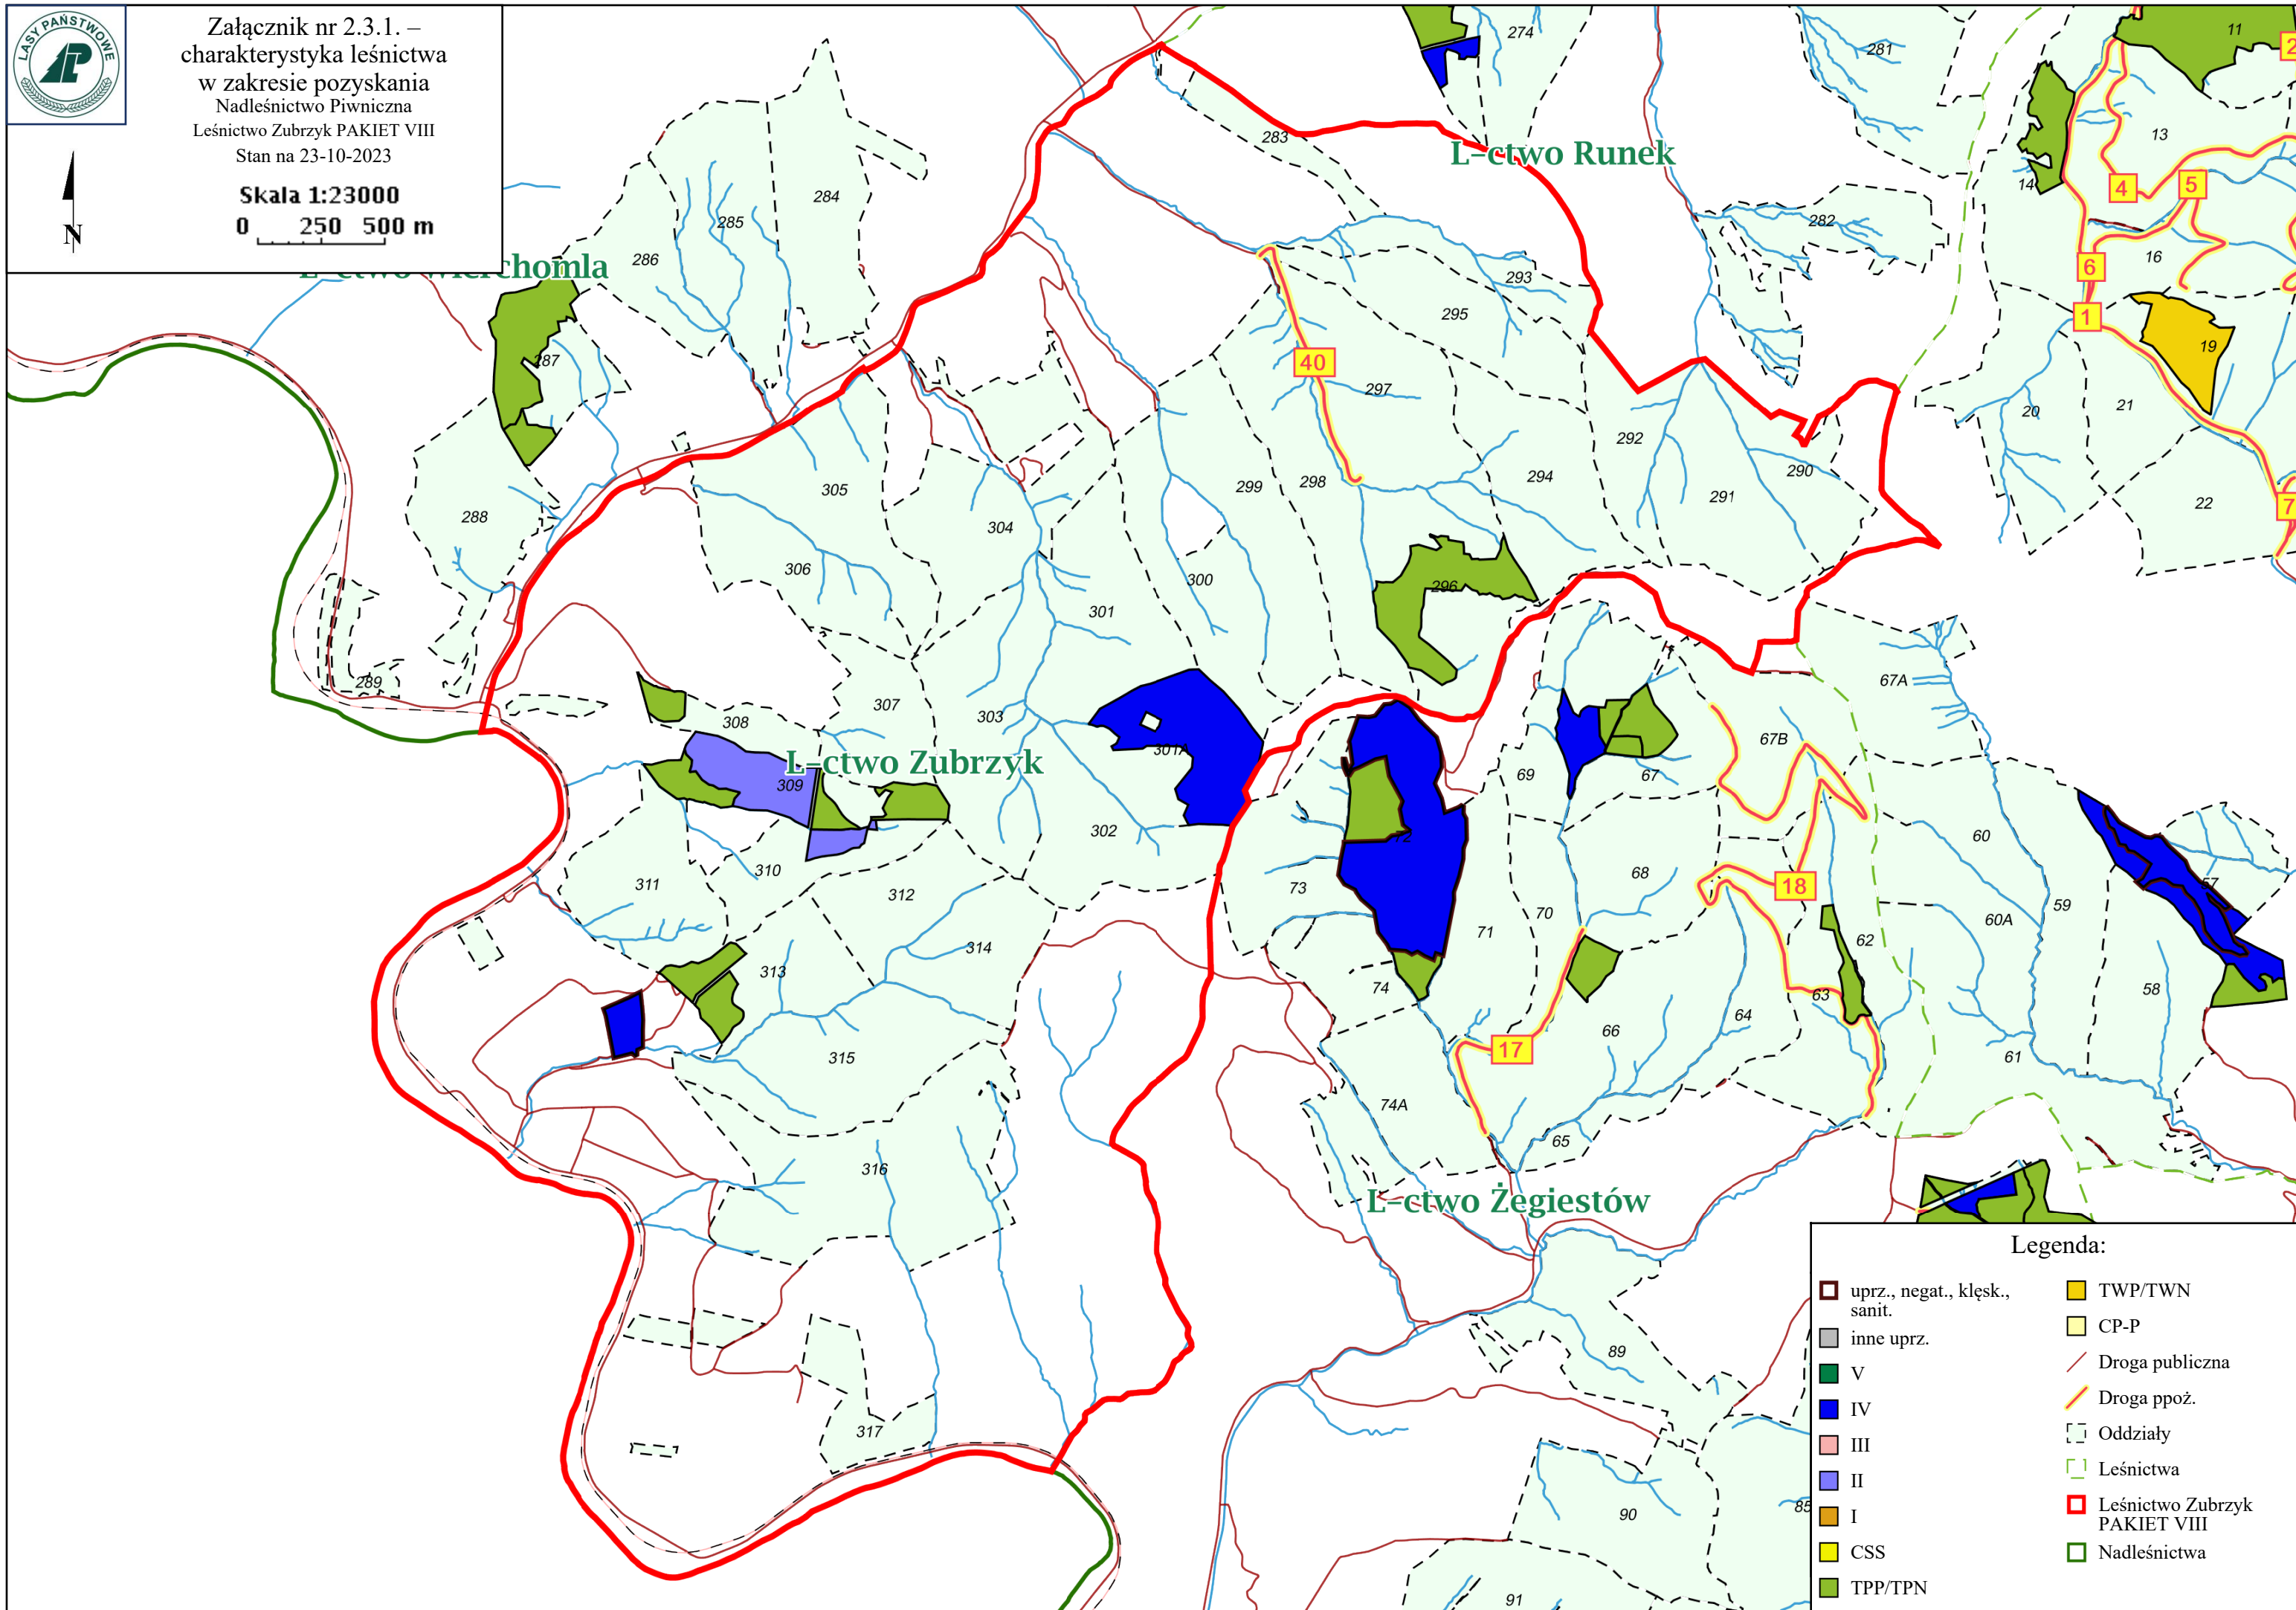 LASY PAŃSTWOWE
Załącznik nr 2.3.1. –
charakterystyka leśnictwa
w zakresie pozyskania
Nadleśnictwo Piwniczna
Leśnictwo Zubrzyk PAKIET VIII
Stan na 23-10-2023
Skala 1:23000
0 250 500 m
N
274
281
11
2
283
L-ctwo Runek
13
14
4
5
284
285
286
282
16
6
1
293
295
287
19
40
297
20
21
292
290
305
299
298
294
291
22
7
288
304
306
300
296
301
289
67A
307
308
303
67B
L-ctwo Zubrzyk
301A
309
69
67
302
72
60
310
311
312
73
68
18
57
70
59
60A
71
62
314
313
74
58
63
64
66
17
315
61
74A
65
316
L-ctwo Żegiestów
89
317
90
85
91
Legenda:
uprz., negat., klęsk.,
sanit.
inne uprz.
V
IV
III
II
I
CSS
TPP/TPN
TWP/TWN
CP-P
Droga publiczna
Droga ppoż.
Oddziały
Leśnictwa
Leśnictwo Zubrzyk
PAKIET VIII
Nadleśnictwa